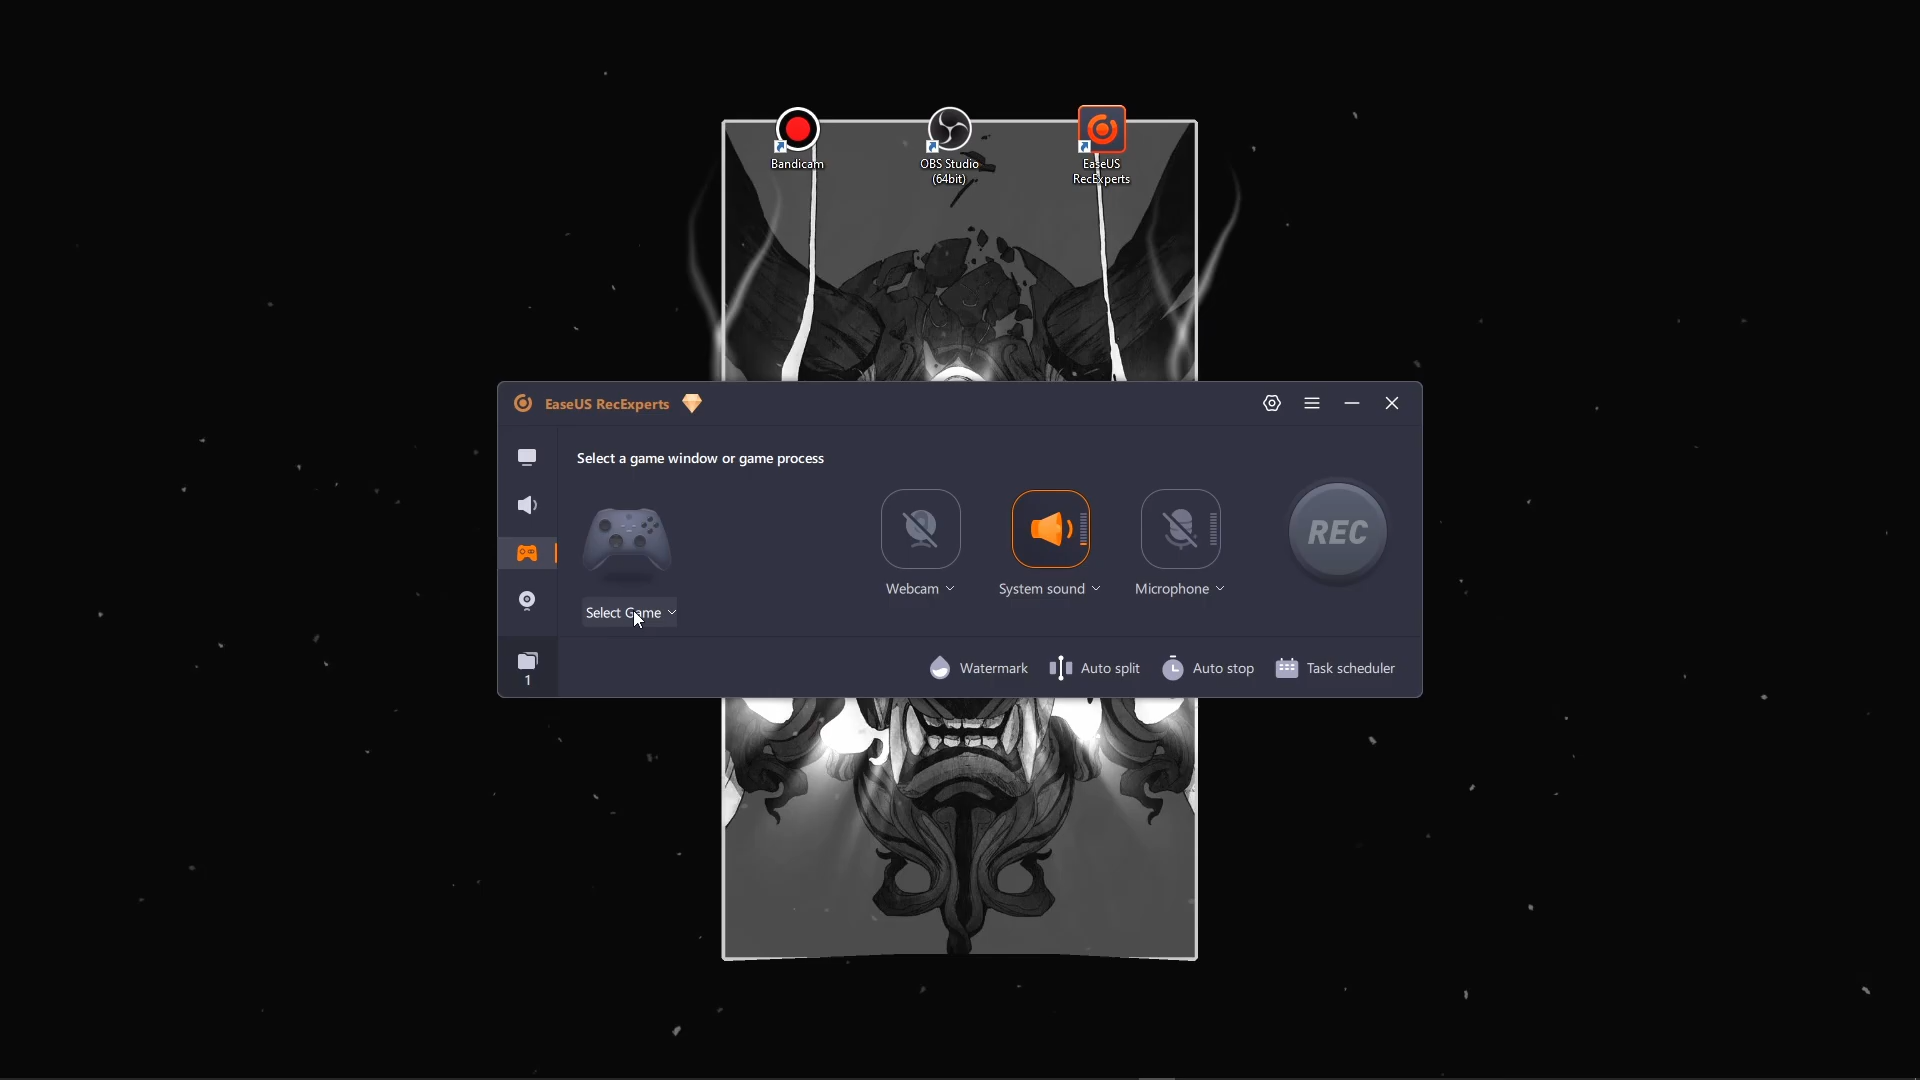 Bandicam
OBS Studio
(64bit)
EaseUS
RecExperts
EaseUS RecExperts
Select a game window or game process
REC
Webcam
System sound
Microphone
Select Game
1
Watermark
Auto split
Auto stop
Task scheduler